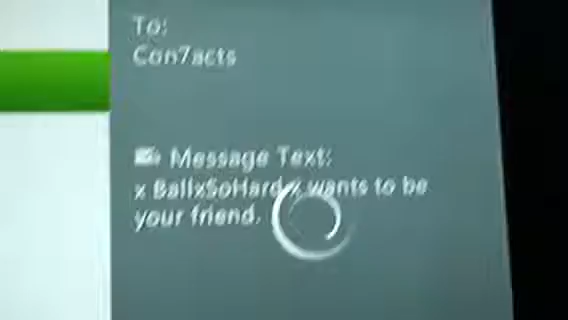 To:
Con7acts
Message Text:
x BallxSoHard x wants to be
your friend.